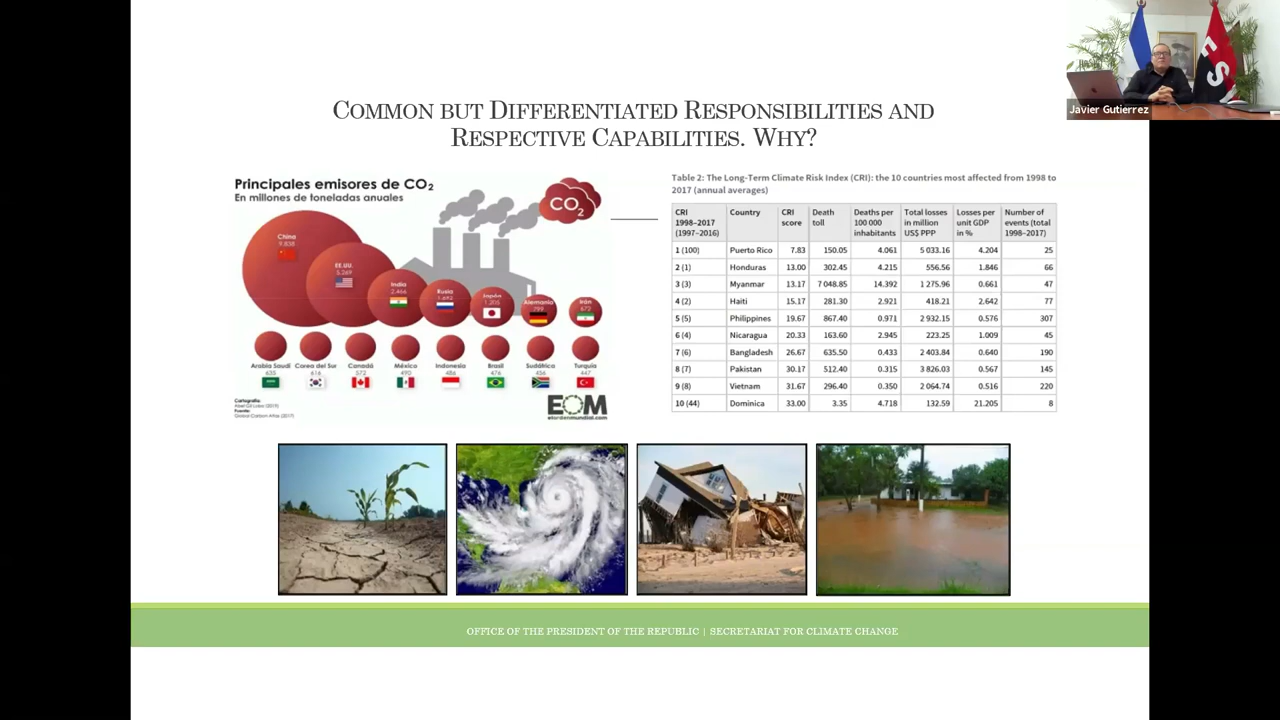 COMMON BUT DIFFERENTIATED RESPONSIBILITIES AND
RESPECTIVE CAPABILITIES. WHY?
Javier Gutierrez
Principales emisores de CO₂
En millones de toneladas anuales
CO₂
China
9.838
EE.UU.
5.269
India
2.466
Rusia
1.692
Japón
1.205
Alemania
799
Irán
672
Arabia Saudí
635
Corea del Sur
616
Canadá
572
México
490
Indonesia
486
Brasil
476
Sudáfrica
456
Turquía
447
Cartografía:
Abel Gil Lobo (2019)
Fuente:
Global Carbon Atlas (2017)
EOM
elordenmundial.com
Table 2: The Long-Term Climate Risk Index (CRI): the 10 countries most affected from 1998 to
2017 (annual averages)
CRI 1998–2017 (1997–2016) Country CRI score Death toll Deaths per 100 000 inhabitants Total losses in million US$ PPP Losses per unit GDP in % Number of events (total 1998–2017)
1 (100) Puerto Rico 7.83 150.05 4.061 5 033.16 4.204 25
2 (1) Honduras 13.00 302.45 4.215 556.56 1.846 66
3 (3) Myanmar 13.17 7 048.85 14.392 1 275.96 0.661 47
4 (2) Haiti 15.17 281.30 2.921 418.21 2.642 77
5 (5) Philippines 19.67 867.40 0.971 2 932.15 0.576 307
6 (4) Nicaragua 20.33 163.60 2.945 223.25 1.009 45
7 (6) Bangladesh 26.67 635.50 0.433 2 403.84 0.640 190
8 (7) Pakistan 30.17 512.40 0.315 3 826.03 0.567 145
9 (8) Vietnam 31.67 296.40 0.350 2 064.74 0.516 220
10 (44) Dominica 33.00 3.35 4.718 132.59 21.205 8
OFFICE OF THE PRESIDENT OF THE REPUBLIC | SECRETARIAT FOR CLIMATE CHANGE